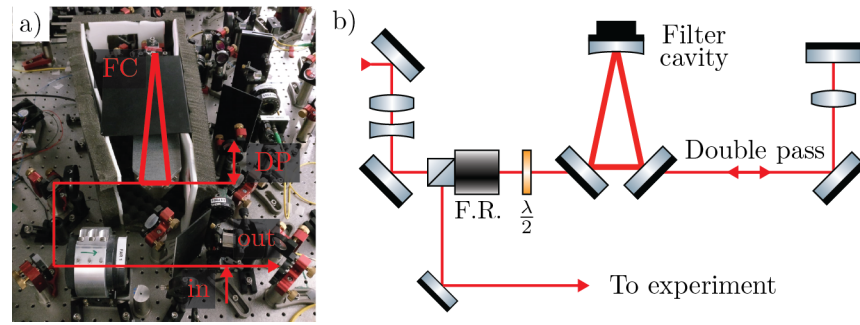 a)
FC
DP
out
in
b)
Filter
cavity
Double pass
F.R.
λ/2
To experiment